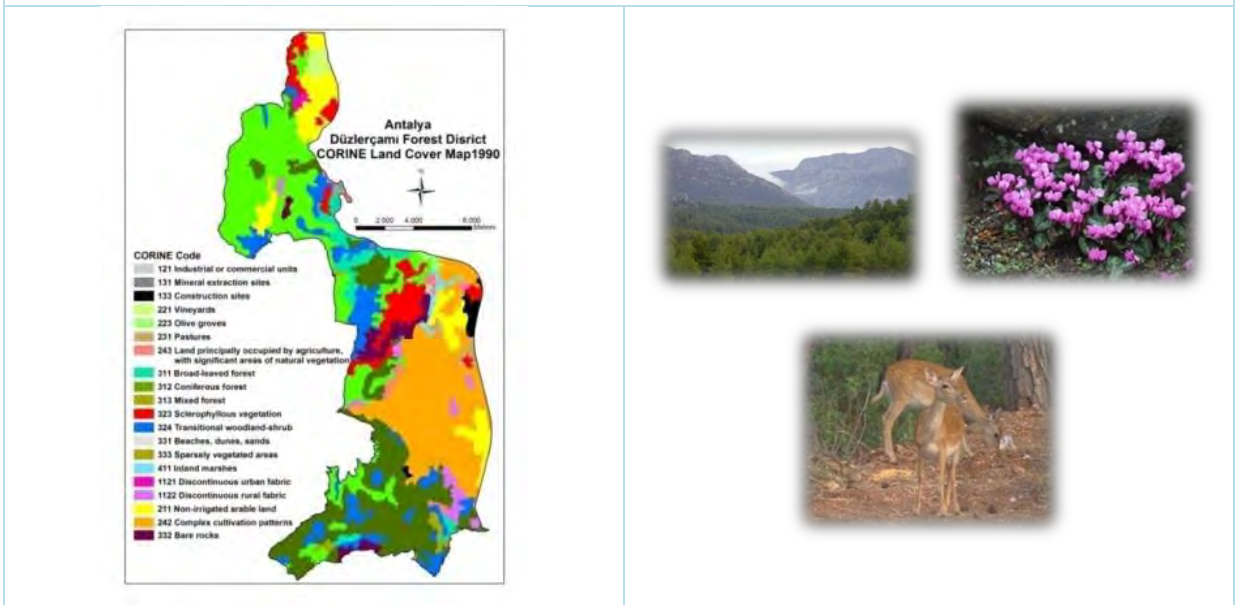 Antalya
Düzlerçamı Forest Disrict
CORINE Land Cover Map1990
0 2 000 4 000 8 000
Meters
CORINE Code
121 Industrial or commercial units
131 Mineral extraction sites
133 Construction sites
221 Vineyards
223 Olive groves
231 Pastures
243 Land principally occupied by agriculture,
with significant areas of natural vegetation
311 Broad-leaved forest
312 Coniferous forest
313 Mixed forest
323 Sclerophyllous vegetation
324 Transitional woodland-shrub
331 Beaches, dunes, sands
333 Sparsely vegetated areas
411 Inland marshes
1121 Discontinuous urban fabric
1122 Discontinuous rural fabric
211 Non-irrigated arable land
242 Complex cultivation patterns
332 Bare rocks